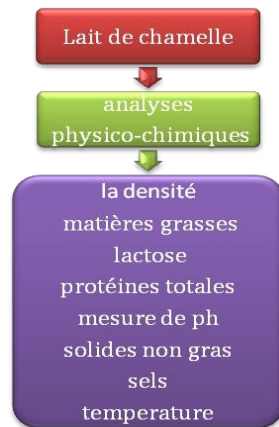 Lait de chamelle
analyses
physico-chimiques
la densité
matières grasses
lactose
protéines totales
mesure de ph
solides non gras
sels
temperature